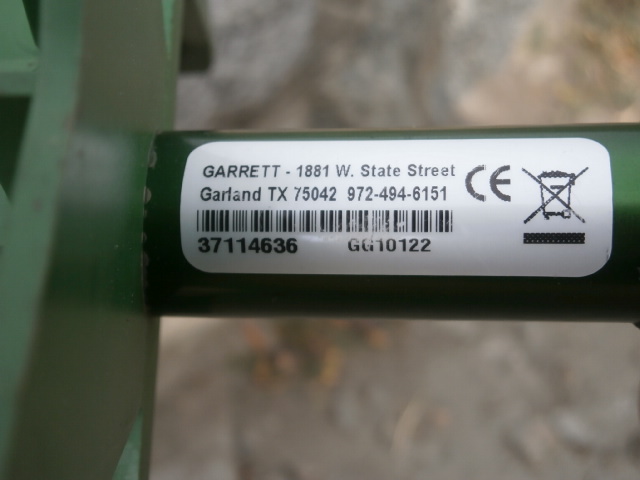 GARRETT - 1881 W. State Street
Garland TX 75042 972-494-6151
CE
37114636 GG10122